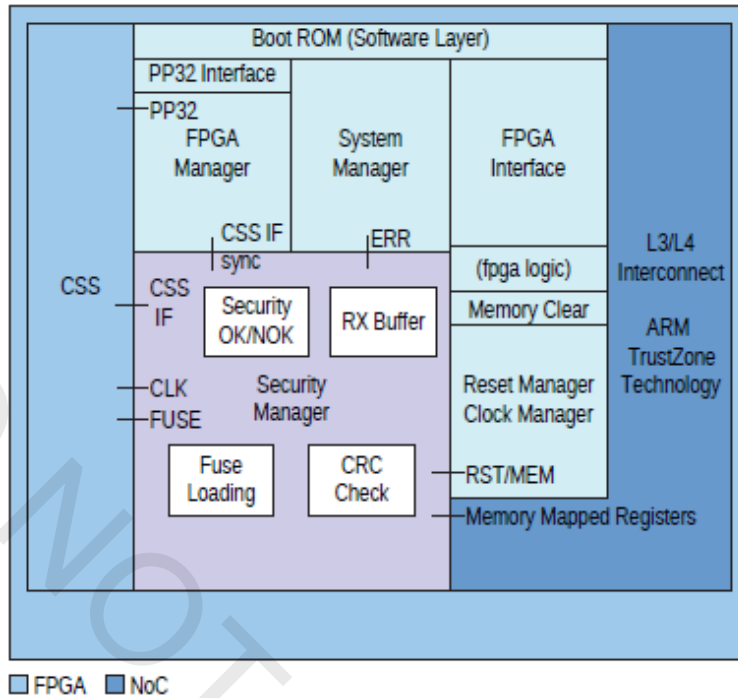 Boot ROM (Software Layer)
PP32 Interface
PP32
FPGA
Manager
System
Manager
FPGA
Interface
CSS IF
sync
ERR
CSS
CSS
IF
Security
OK/NOK
RX Buffer
(fpga logic)
Memory Clear
L3/L4
Interconnect
ARM
TrustZone
Technology
CLK
FUSE
Security
Manager
Reset Manager
Clock Manager
Fuse
Loading
CRC
Check
RST/MEM
Memory Mapped Registers
NOT
FPGA
NoC